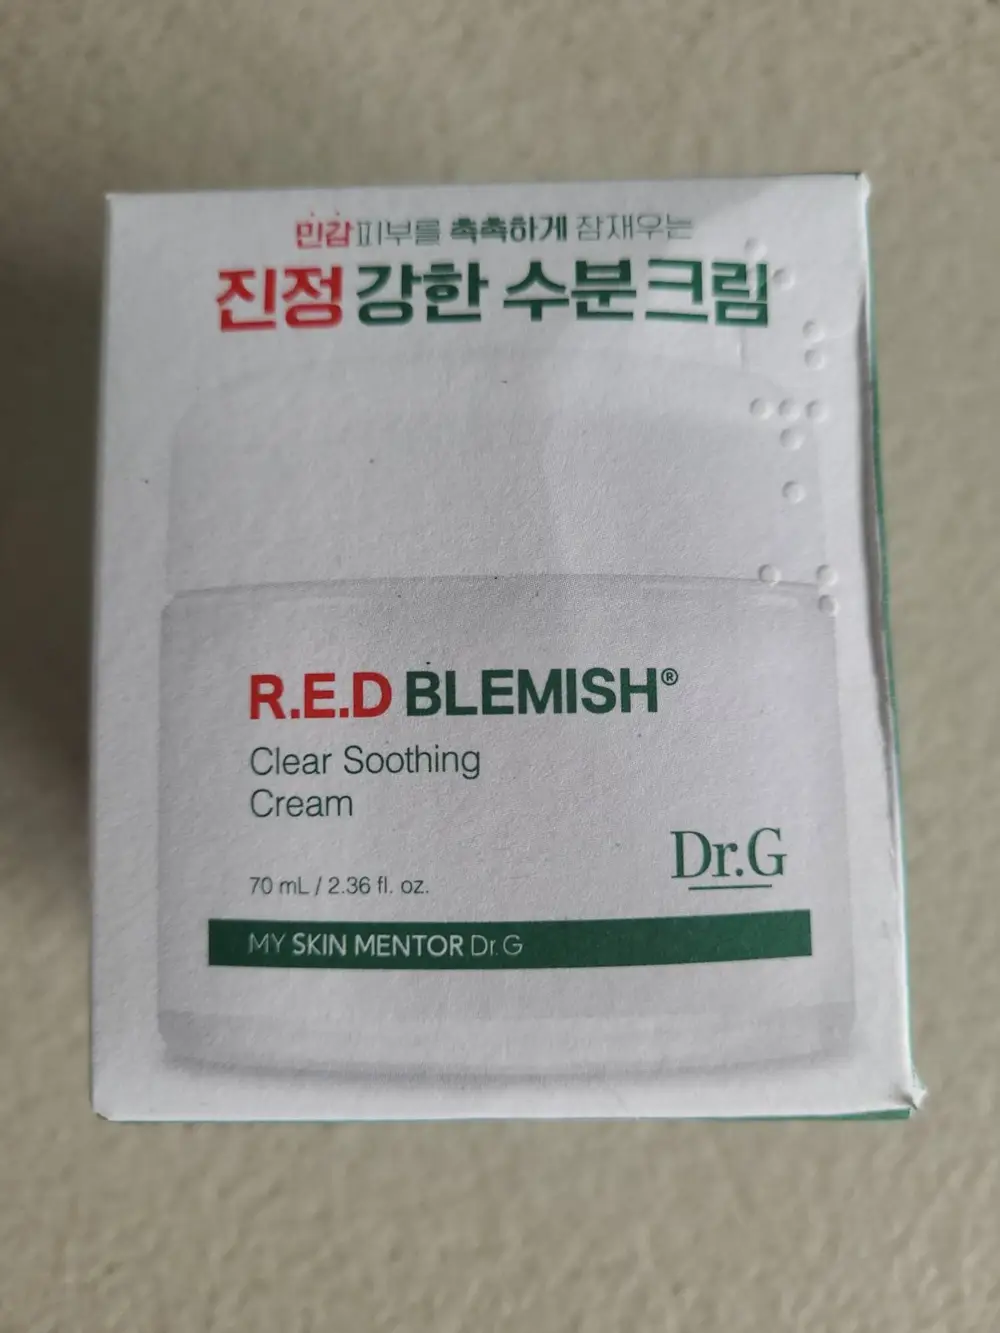 민감 피부를 촉촉하게 잠재우는
진정 강한 수분크림
R.E.D BLEMISH®
Clear Soothing
Cream
Dr.G
70 mL / 2.36 fl. oz.
MY SKIN MENTOR Dr.G